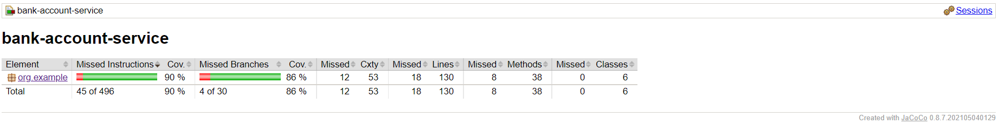 bank-account-service Sessions
bank-account-service
Element Missed Instructions Cov. Missed Branches Cov. Missed Cxty Missed Lines Missed Methods Missed Classes
org.example 90 % 86 % 12 53 18 130 8 38 0 6
Total 45 of 496 90 % 4 of 30 86 % 12 53 18 130 8 38 0 6
Created with JaCoCo 0.8.7.202105040129